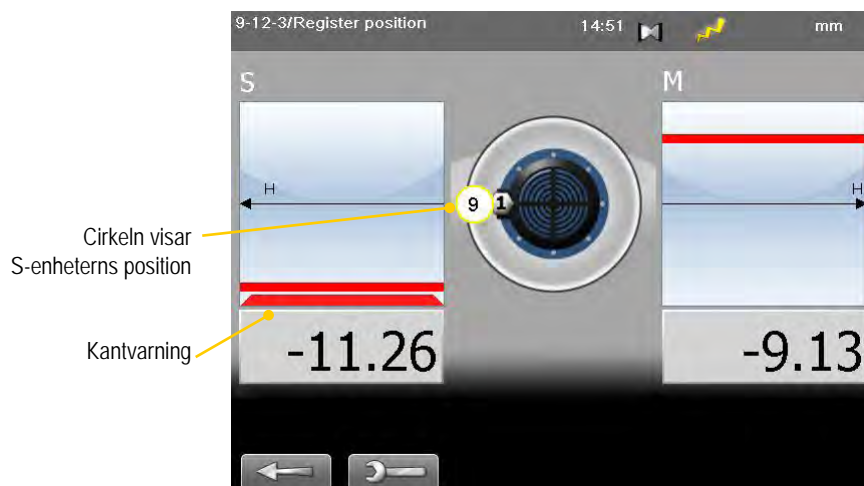 9-12-3/Register position
14:51
mm
S
M
H
H
9
1
Cirkeln visar
S-enheterns position
Kantvarning
-11.26
-9.13